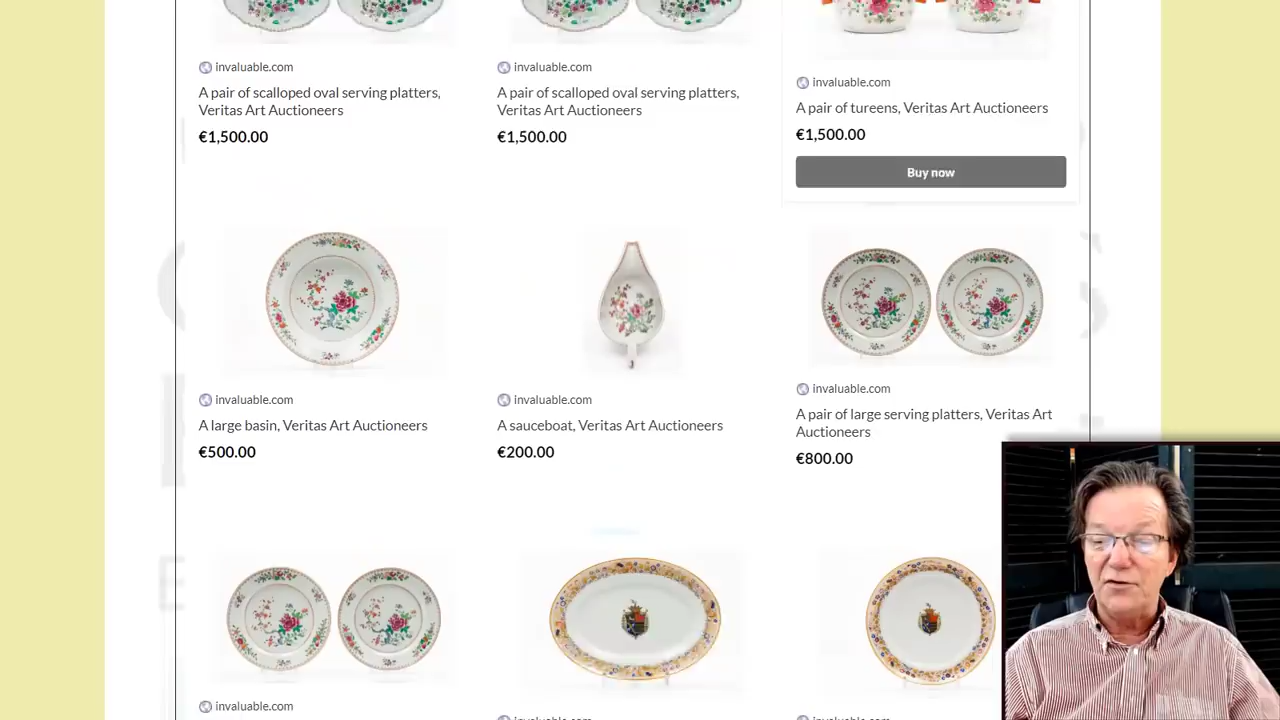 invaluable.com
A pair of scalloped oval serving platters,
Veritas Art Auctioneers
€1,500.00
invaluable.com
A pair of scalloped oval serving platters,
Veritas Art Auctioneers
€1,500.00
invaluable.com
A pair of tureens, Veritas Art Auctioneers
€1,500.00
Buy now
invaluable.com
A large basin, Veritas Art Auctioneers
€500.00
invaluable.com
A sauceboat, Veritas Art Auctioneers
€200.00
invaluable.com
A pair of large serving platters, Veritas Art
Auctioneers
€800.00
invaluable.com